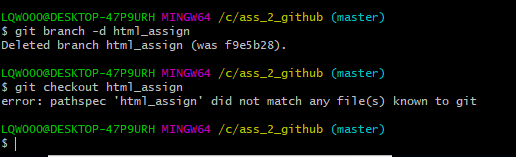 LQWOOO@DESKTOP-47P9URH MINGW64 /c/ass_2_github (master)
$ git branch -d html_assign
Deleted branch html_assign (was f9e5b28).
LQWOOO@DESKTOP-47P9URH MINGW64 /c/ass_2_github (master)
$ git checkout html_assign
error: pathspec 'html_assign' did not match any file(s) known to git
LQWOOO@DESKTOP-47P9URH MINGW64 /c/ass_2_github (master)
$